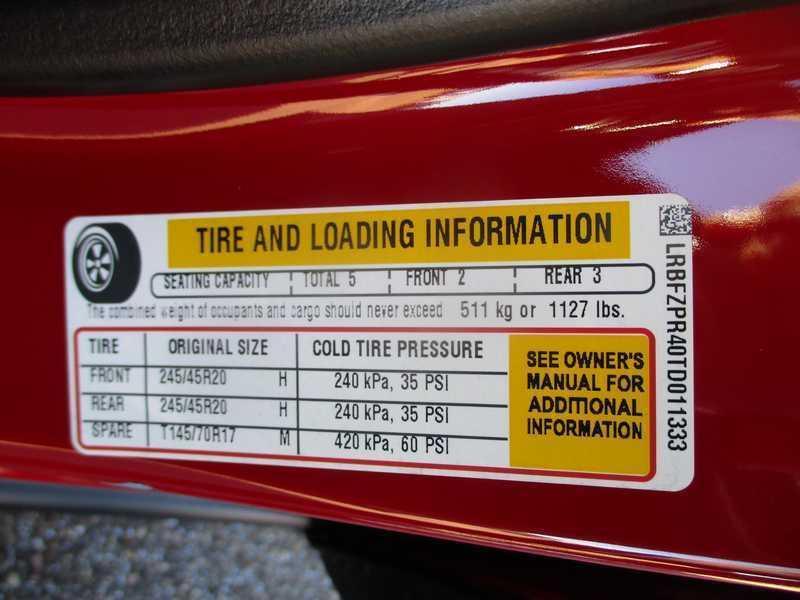 TIRE AND LOADING INFORMATION
SEATING CAPACITY TOTAL 5 FRONT 2 REAR 3
The combined weight of occupants and cargo should never exceed 511 kg or 1127 lbs.
TIRE ORIGINAL SIZE COLD TIRE PRESSURE
FRONT 245/45R20 H 240 kPa, 35 PSI
REAR 245/45R20 H 240 kPa, 35 PSI
SPARE T145/70R17 M 420 kPa, 60 PSI
SEE OWNER'S
MANUAL FOR
ADDITIONAL
INFORMATION
LRBFZPR40TD011333